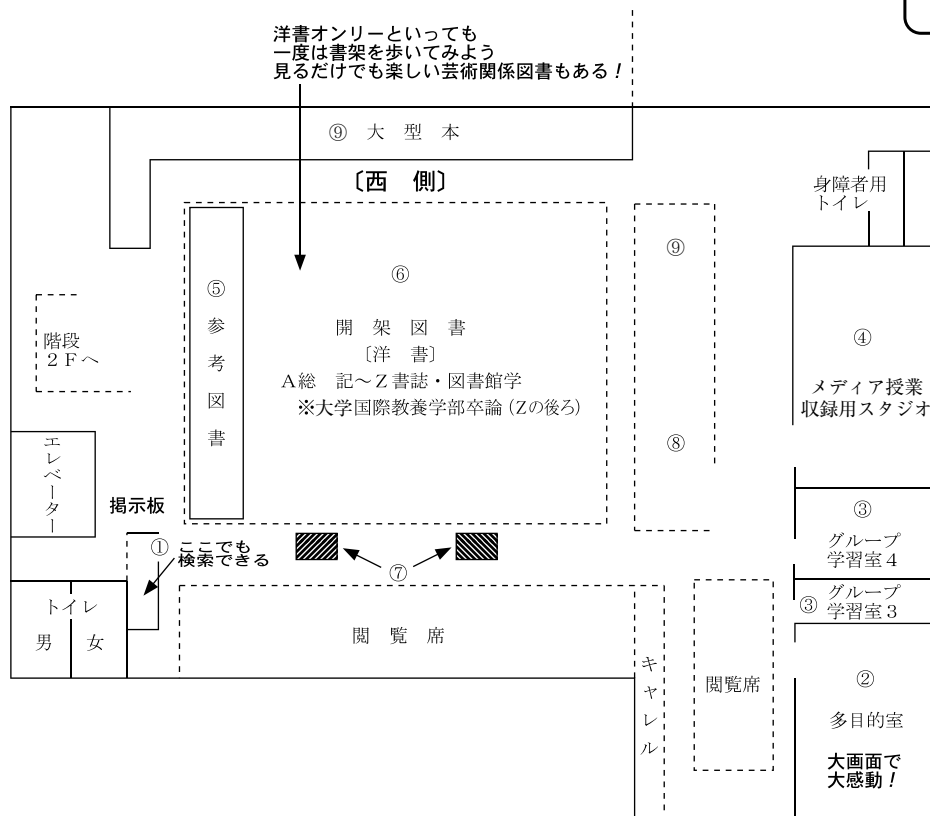 洋書オンリーといっても
一度は書架を歩いてみよう
見るだけでも楽しい芸術関係図書もある！
⑨ 大 型 本
〔西 側〕
身障者用
トイレ
⑤
参考図書
⑥
開 架 図 書
〔洋 書〕
A総 記～Z書誌・図書館学
※大学国際教養学部卒論（Zの後ろ）
⑨
⑧
階段
２Ｆへ
④
メディア授業
収録用スタジオ
エレベーター
掲示板
① ここでも
検索できる
⑦
③
グループ
学習室４
③ グループ
学習室３
トイレ
男 女
閲 覧 席
キャレル
閲覧席
②
多目的室
大画面で
大感動！